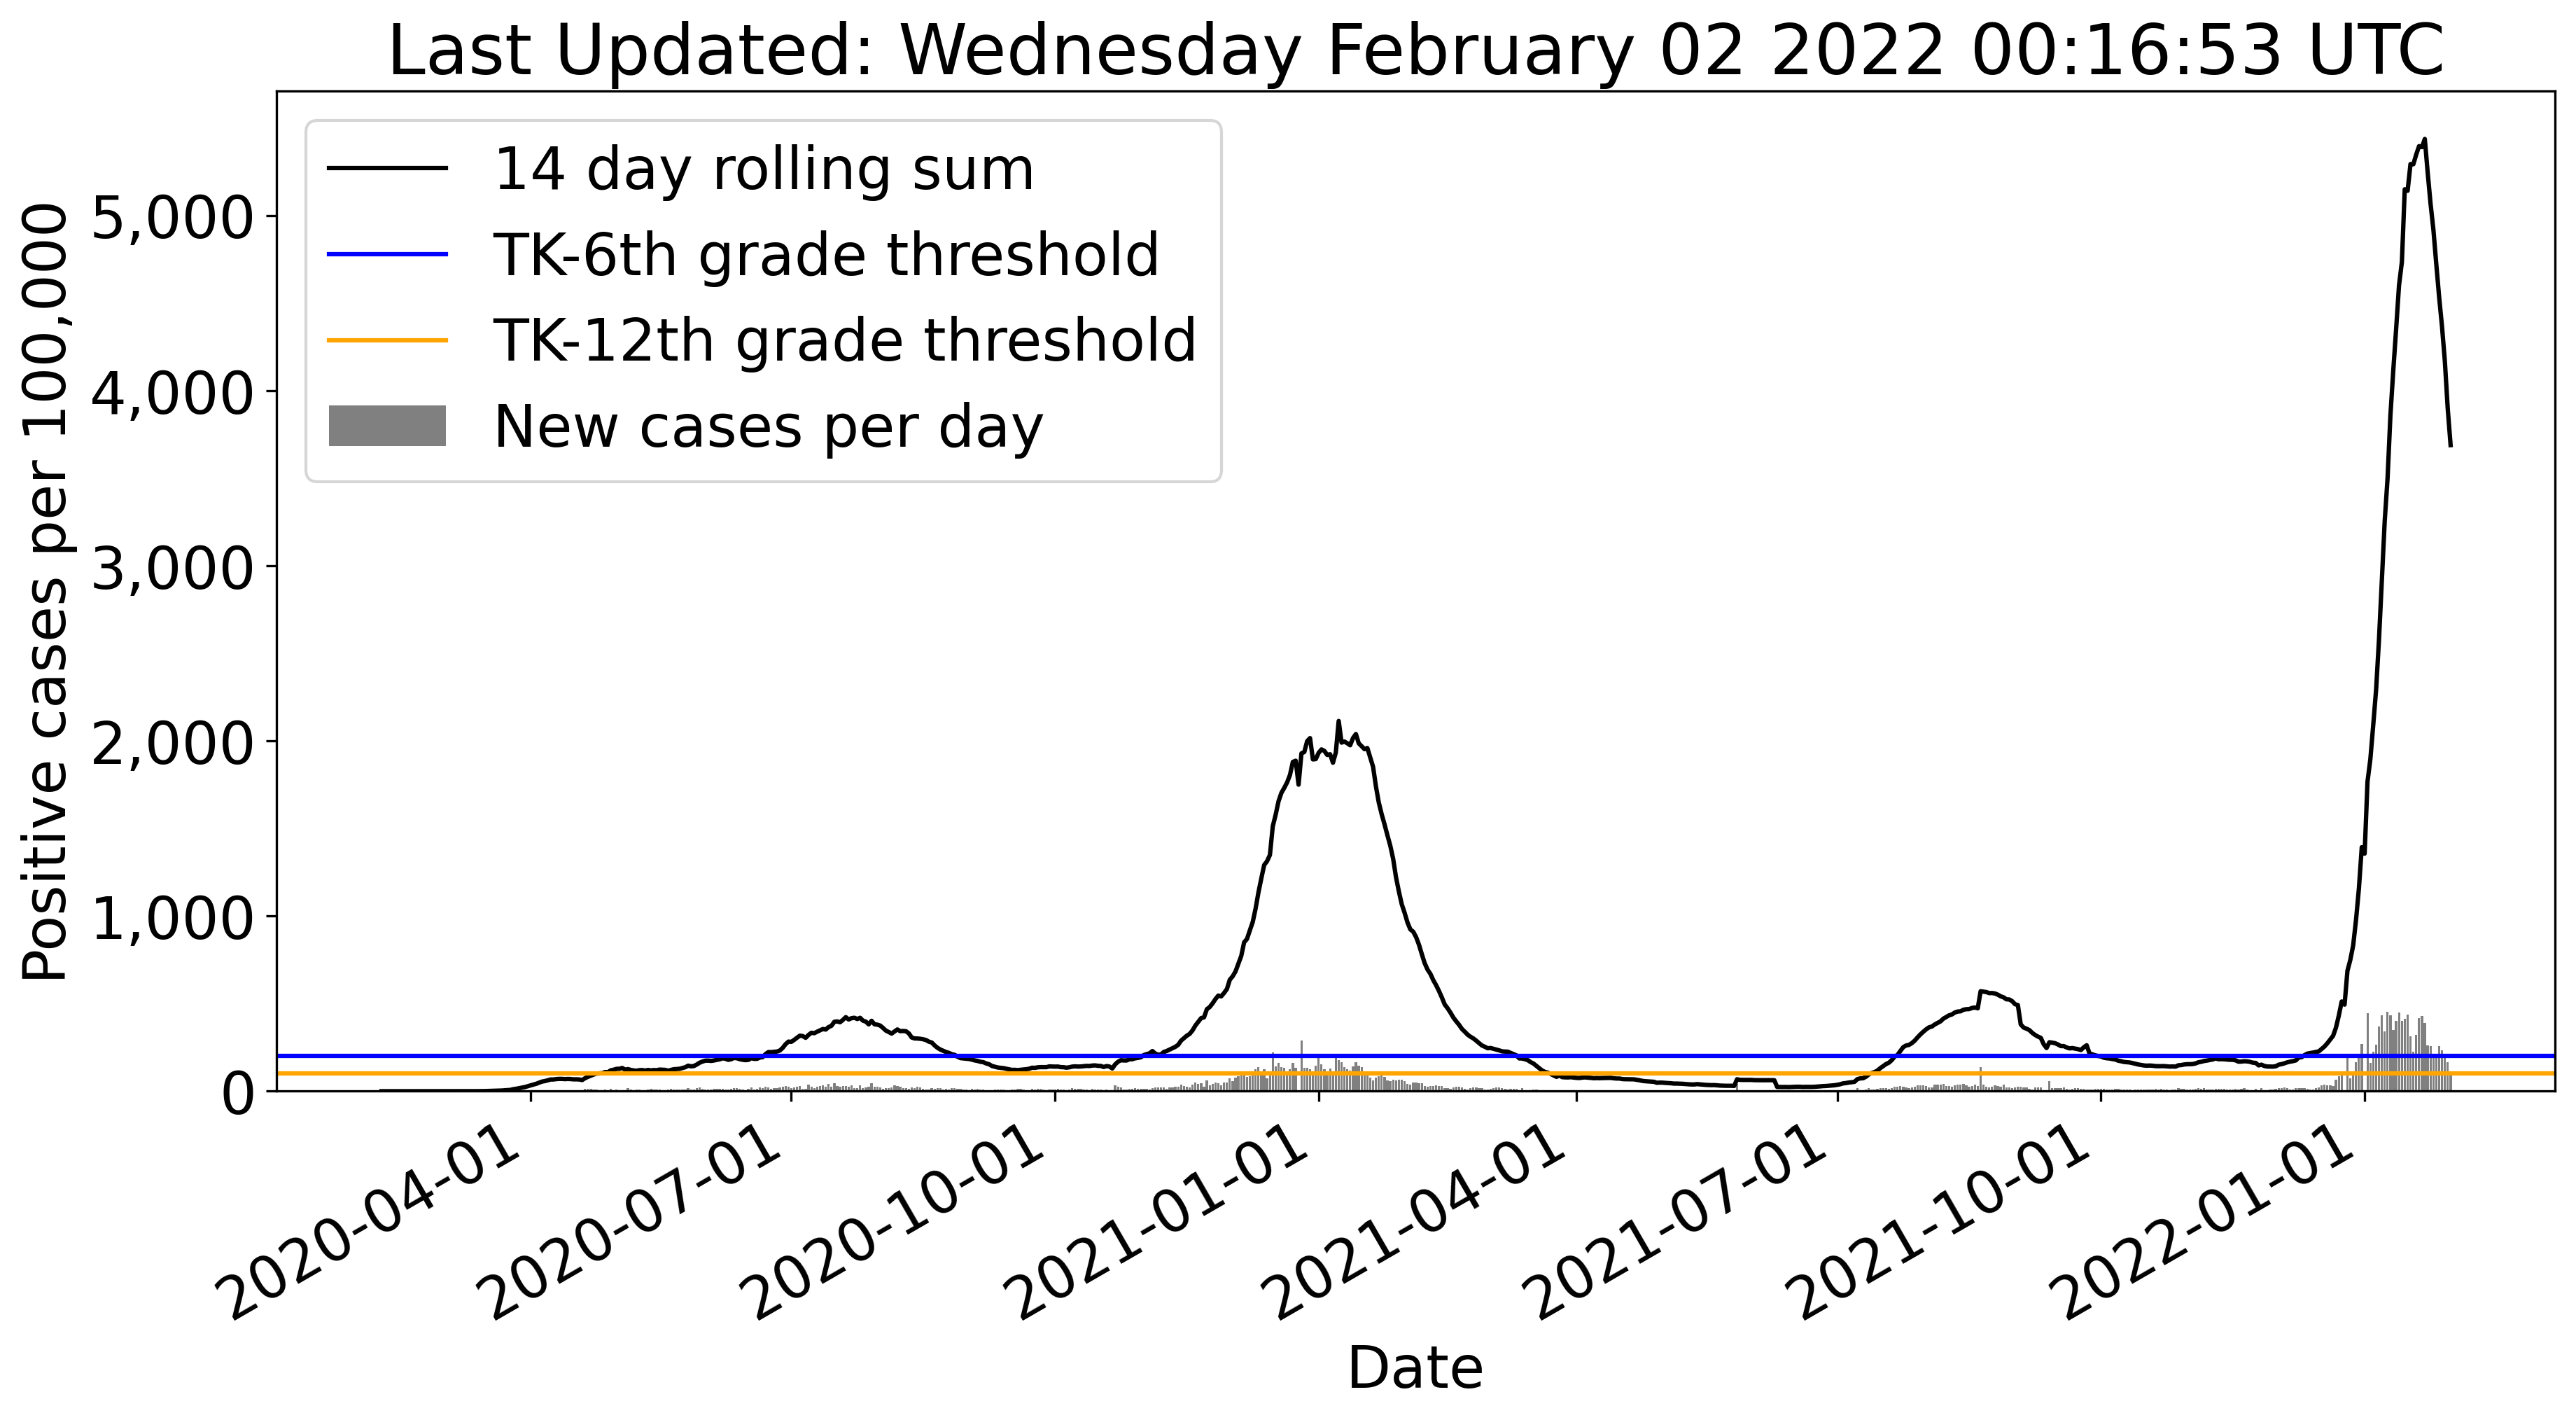 Last Updated: Wednesday February 02 2022 00:16:53 UTC
14 day rolling sum
TK-6th grade threshold
TK-12th grade threshold
New cases per day
Positive cases per 100,000
5,000
4,000
3,000
2,000
1,000
0
2020-04-01
2020-07-01
2020-10-01
2021-01-01
2021-04-01
2021-07-01
2021-10-01
2022-01-01
Date